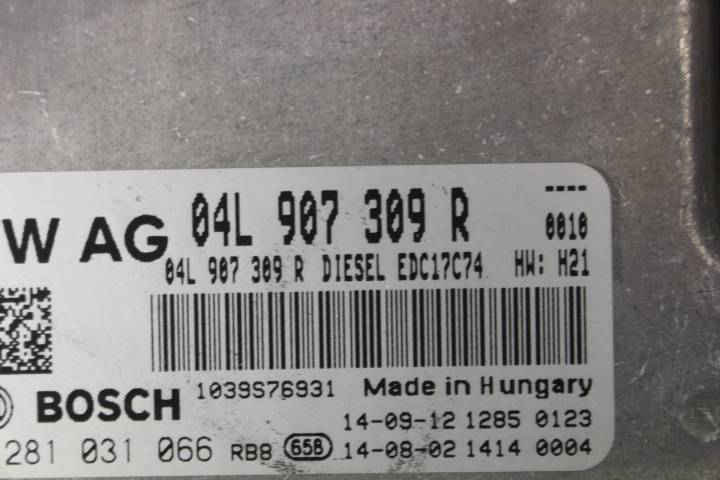 W AG 04L 907 309 R ----
0010
04L 907 309 R DIESEL EDC17C74 HW: H21
BOSCH 1039S76931 Made in Hungary
14-09-12 1285 0123
281 031 066 RB8 658 14-08-02 1414 0004